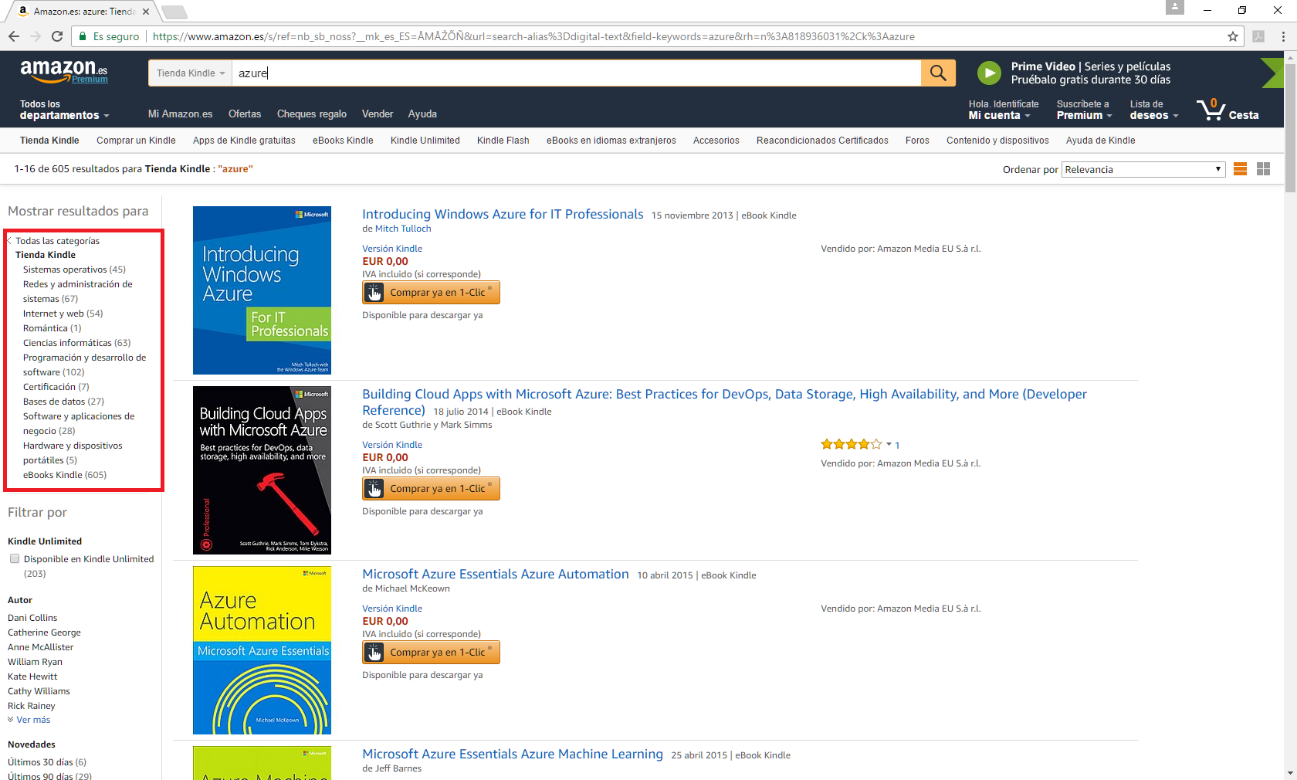 Amazon.es: azure: Tienda
Es seguro | https://www.amazon.es/s/ref=nb_sb_noss?__mk_es_ES=ÅMÅŽÕÑ&url=search-alias%3Ddigital-text&field-keywords=azure&rh=n%3A818936031%2Ck%3Aazure
amazon.es
Premium
Tienda Kindle
azure
Prime Video | Series y películas
Pruébalo gratis durante 30 días
Todos los
departamentos
Mi Amazon.es Ofertas Cheques regalo Vender Ayuda
Hola. Identifícate
Mi cuenta
Suscríbete a
Premium
Lista de
deseos
0
Cesta
Tienda Kindle Comprar un Kindle Apps de Kindle gratuitas eBooks Kindle Kindle Unlimited Kindle Flash eBooks en idiomas extranjeros Accesorios Reacondicionados Certificados Foros Contenido y dispositivos Ayuda de Kindle
1-16 de 605 resultados para Tienda Kindle : "azure"
Ordenar por Relevancia
Mostrar resultados para
Todas las categorías
Tienda Kindle
Sistemas operativos (45)
Redes y administración de
sistemas (67)
Internet y web (54)
Romántica (1)
Ciencias informáticas (63)
Programación y desarrollo de
software (102)
Certificación (7)
Bases de datos (27)
Software y aplicaciones de
negocio (28)
Hardware y dispositivos
portátiles (5)
eBooks Kindle (605)
Filtrar por
Kindle Unlimited
Disponible en Kindle Unlimited
(203)
Autor
Dani Collins
Catherine George
Anne McAllister
William Ryan
Kate Hewitt
Cathy Williams
Rick Rainey
Ver más
Novedades
Últimos 30 días (6)
Últimos 90 días (29)
Microsoft
Introducing
Windows
Azure
For IT
Professionals
Mitch Tulloch with
the Windows Azure Team
Introducing Windows Azure for IT Professionals 15 noviembre 2013 | eBook Kindle
de Mitch Tulloch
Versión Kindle
EUR 0,00
IVA incluido (si corresponde)
Comprar ya en 1-Clic®
Disponible para descargar ya
Vendido por: Amazon Media EU S.à r.l.
Microsoft
Building Cloud Apps
with Microsoft Azure
Best practices for DevOps, data
storage, high availability, and more
Professional
Scott Guthrie, Mark Simms, Tom Dykstra,
Rick Anderson, Mike Wasson
Building Cloud Apps with Microsoft Azure: Best Practices for DevOps, Data Storage, High Availability, and More (Developer
Reference) 18 julio 2014 | eBook Kindle
de Scott Guthrie y Mark Simms
Versión Kindle
EUR 0,00
IVA incluido (si corresponde)
Comprar ya en 1-Clic®
Disponible para descargar ya
1
Vendido por: Amazon Media EU S.à r.l.
Microsoft
Azure
Automation
Microsoft Azure Essentials
Michael McKeown
Microsoft Azure Essentials Azure Automation 10 abril 2015 | eBook Kindle
de Michael McKeown
Versión Kindle
EUR 0,00
IVA incluido (si corresponde)
Comprar ya en 1-Clic®
Disponible para descargar ya
Vendido por: Amazon Media EU S.à r.l.
Microsoft
Azure Machine
Microsoft Azure Essentials Azure Machine Learning 25 abril 2015 | eBook Kindle
de Jeff Barnes